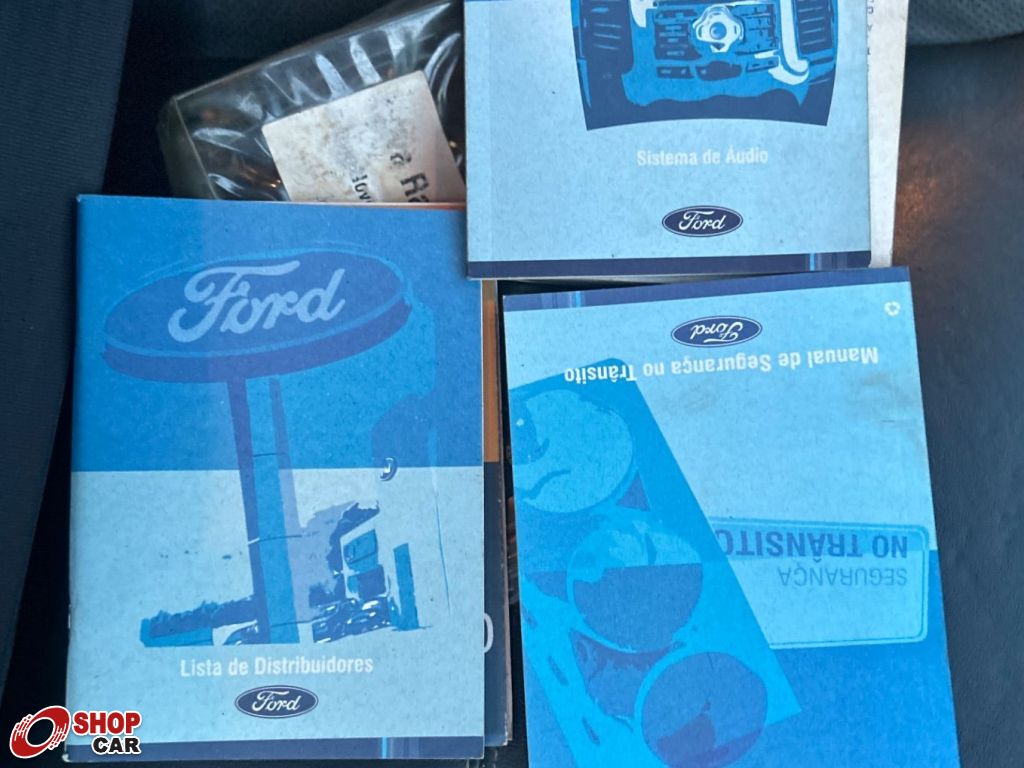 Sistema de Áudio
Ford
Ford
Lista de Distribuidores
Ford
Ford
Manual de Segurança no Trânsito
SEGURANÇA
NO TRÂNSITO
SHOP
CAR